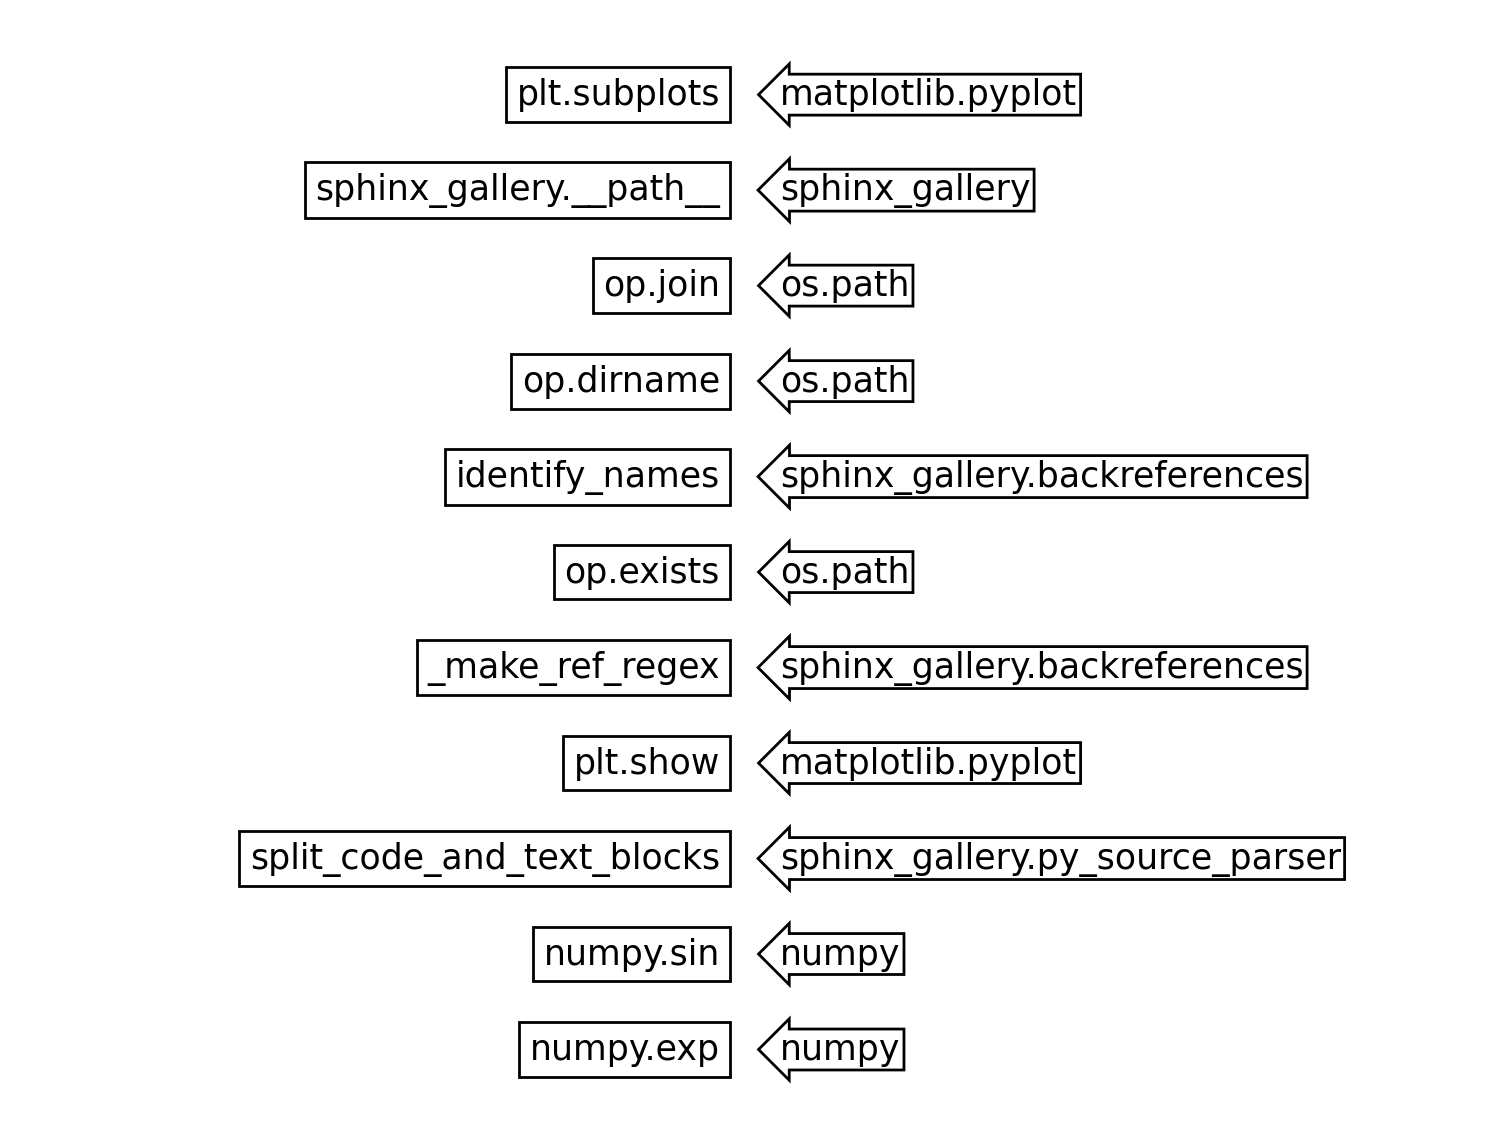 plt.subplots matplotlib.pyplot
sphinx_gallery.__path__ sphinx_gallery
op.join os.path
op.dirname os.path
identify_names sphinx_gallery.backreferences
op.exists os.path
_make_ref_regex sphinx_gallery.backreferences
plt.show matplotlib.pyplot
split_code_and_text_blocks sphinx_gallery.py_source_parser
numpy.sin numpy
numpy.exp numpy